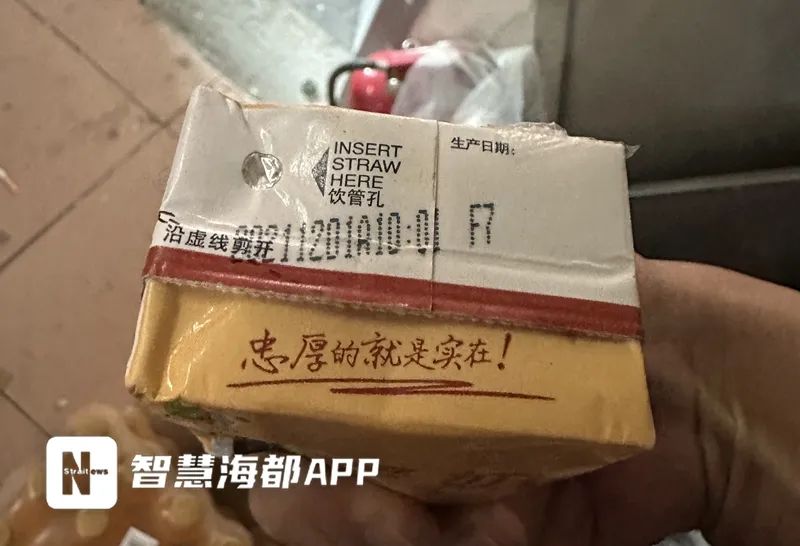 INSERT
STRAW
HERE
饮管孔
生产日期:
沿虚线剪开
20211201A10:01 F7
忠厚的就是实在!
Straitnews
智慧海都APP